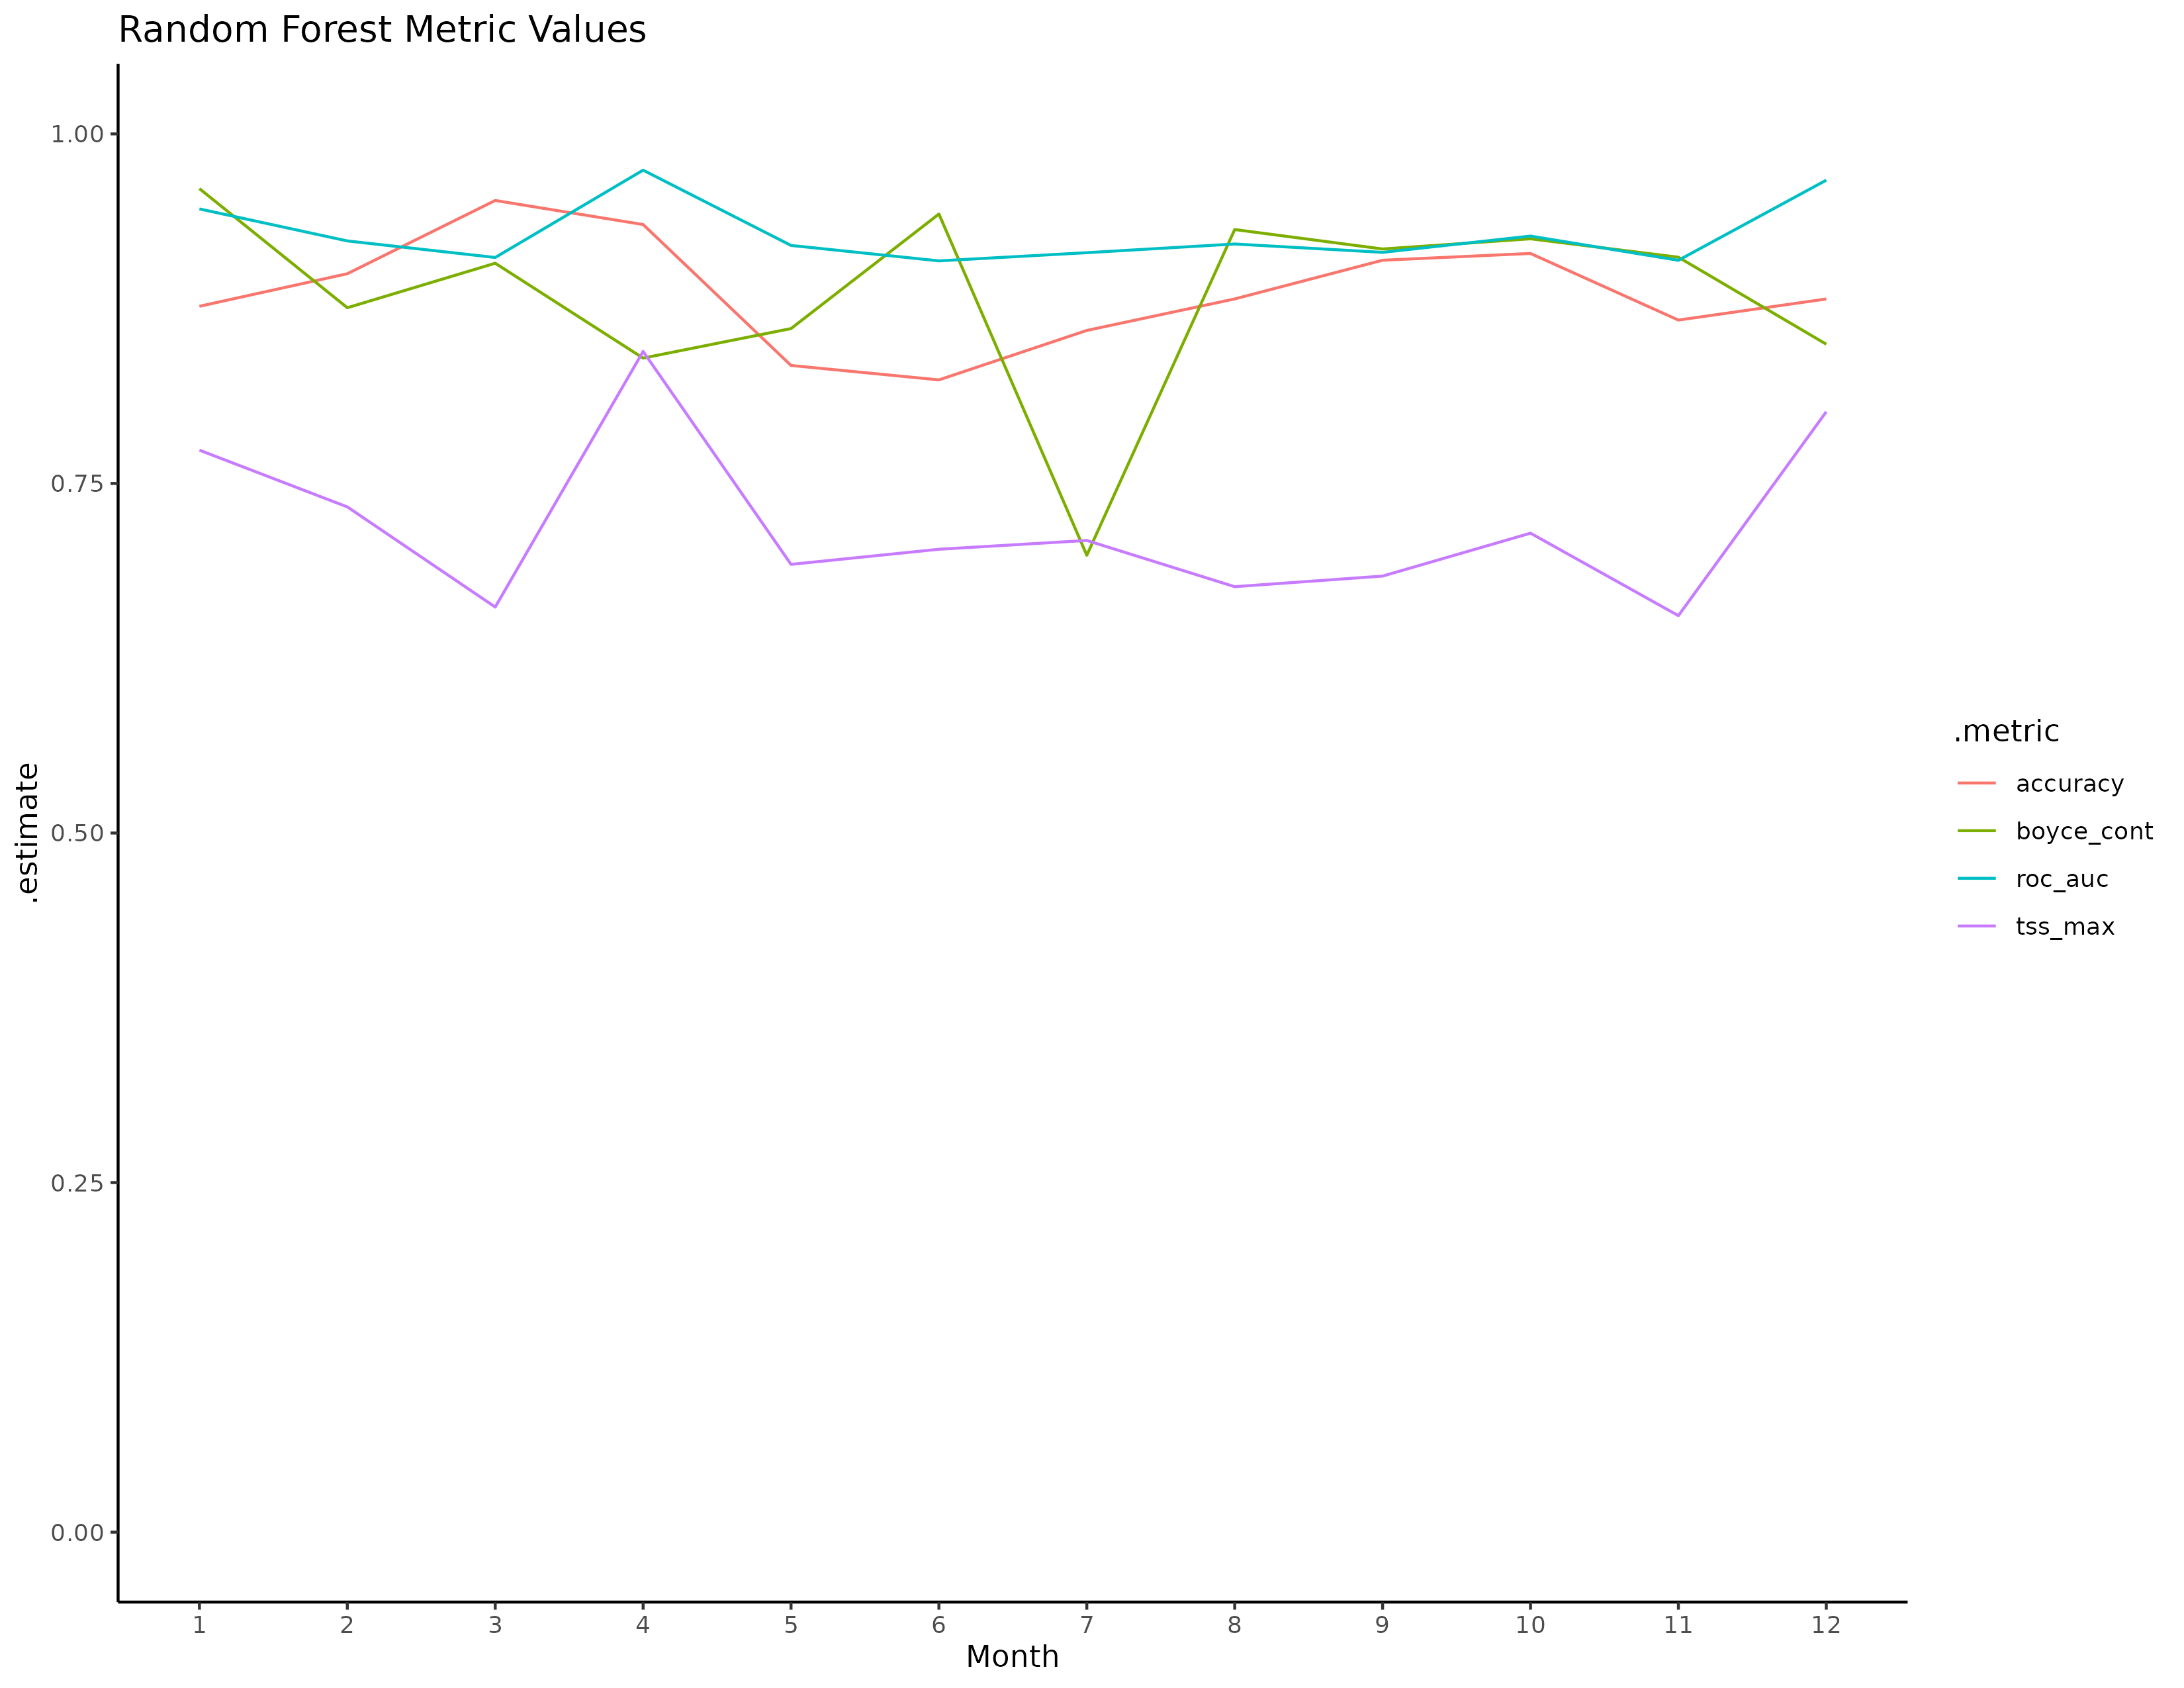 Random Forest Metric Values
1.00
0.75
0.50
0.25
0.00
.estimate
1 2 3 4 5 6 7 8 9 10 11 12
Month
.metric
accuracy
boyce_cont
roc_auc
tss_max